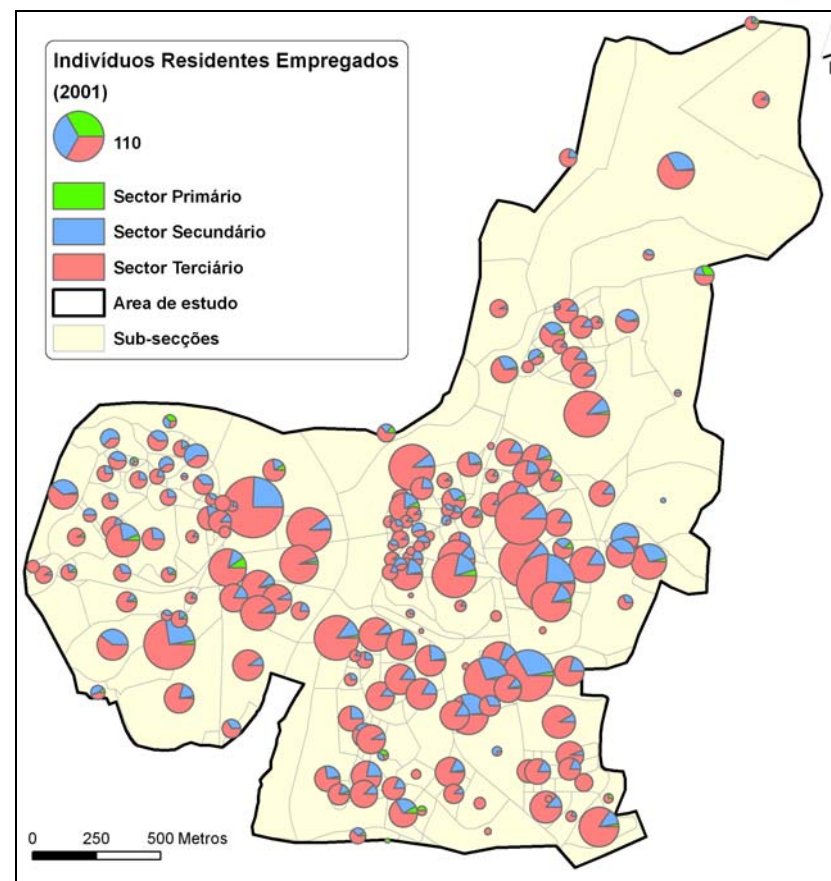 Indivíduos Residentes Empregados
(2001)
110
Sector Primário
Sector Secundário
Sector Terciário
Area de estudo
Sub-secções
0 250 500 Metros